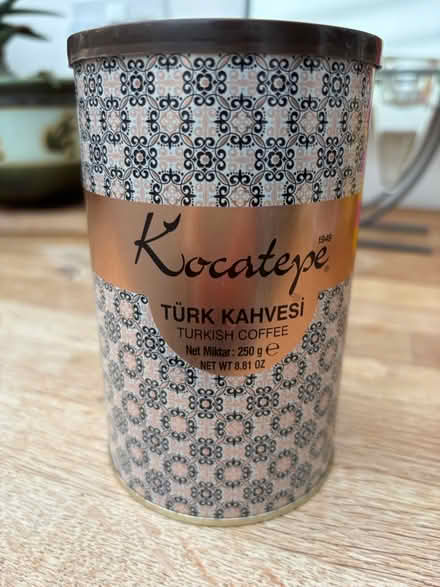 1949
Kocatepe®
TÜRK KAHVESİ
TURKISH COFFEE
Net Miktar: 250 g ℮
NET WT 8.81 OZ